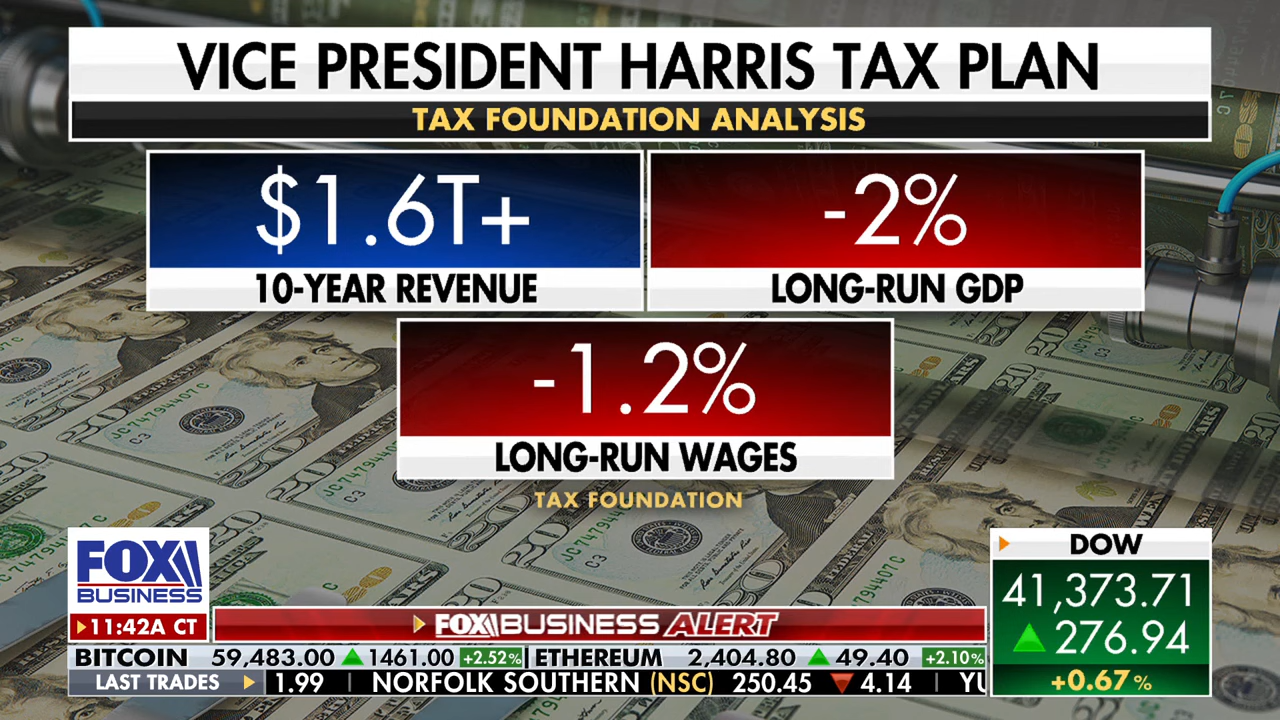 VICE PRESIDENT HARRIS TAX PLAN
TAX FOUNDATION ANALYSIS
$1.6T+
10-YEAR REVENUE
-2%
LONG-RUN GDP
-1.2%
LONG-RUN WAGES
TAX FOUNDATION
FOX
BUSINESS
11:42A CT
FOX BUSINESS ALERT
DOW
41,373.71
▲ 276.94
+0.67%
BITCOIN 59,483.00 ▲ 1461.00 +2.52% ETHEREUM 2,404.80 ▲ 49.40 +2.10%
LAST TRADES 1.99 NORFOLK SOUTHERN (NSC) 250.45 ▼ 4.14
JC74794407C
C3
20